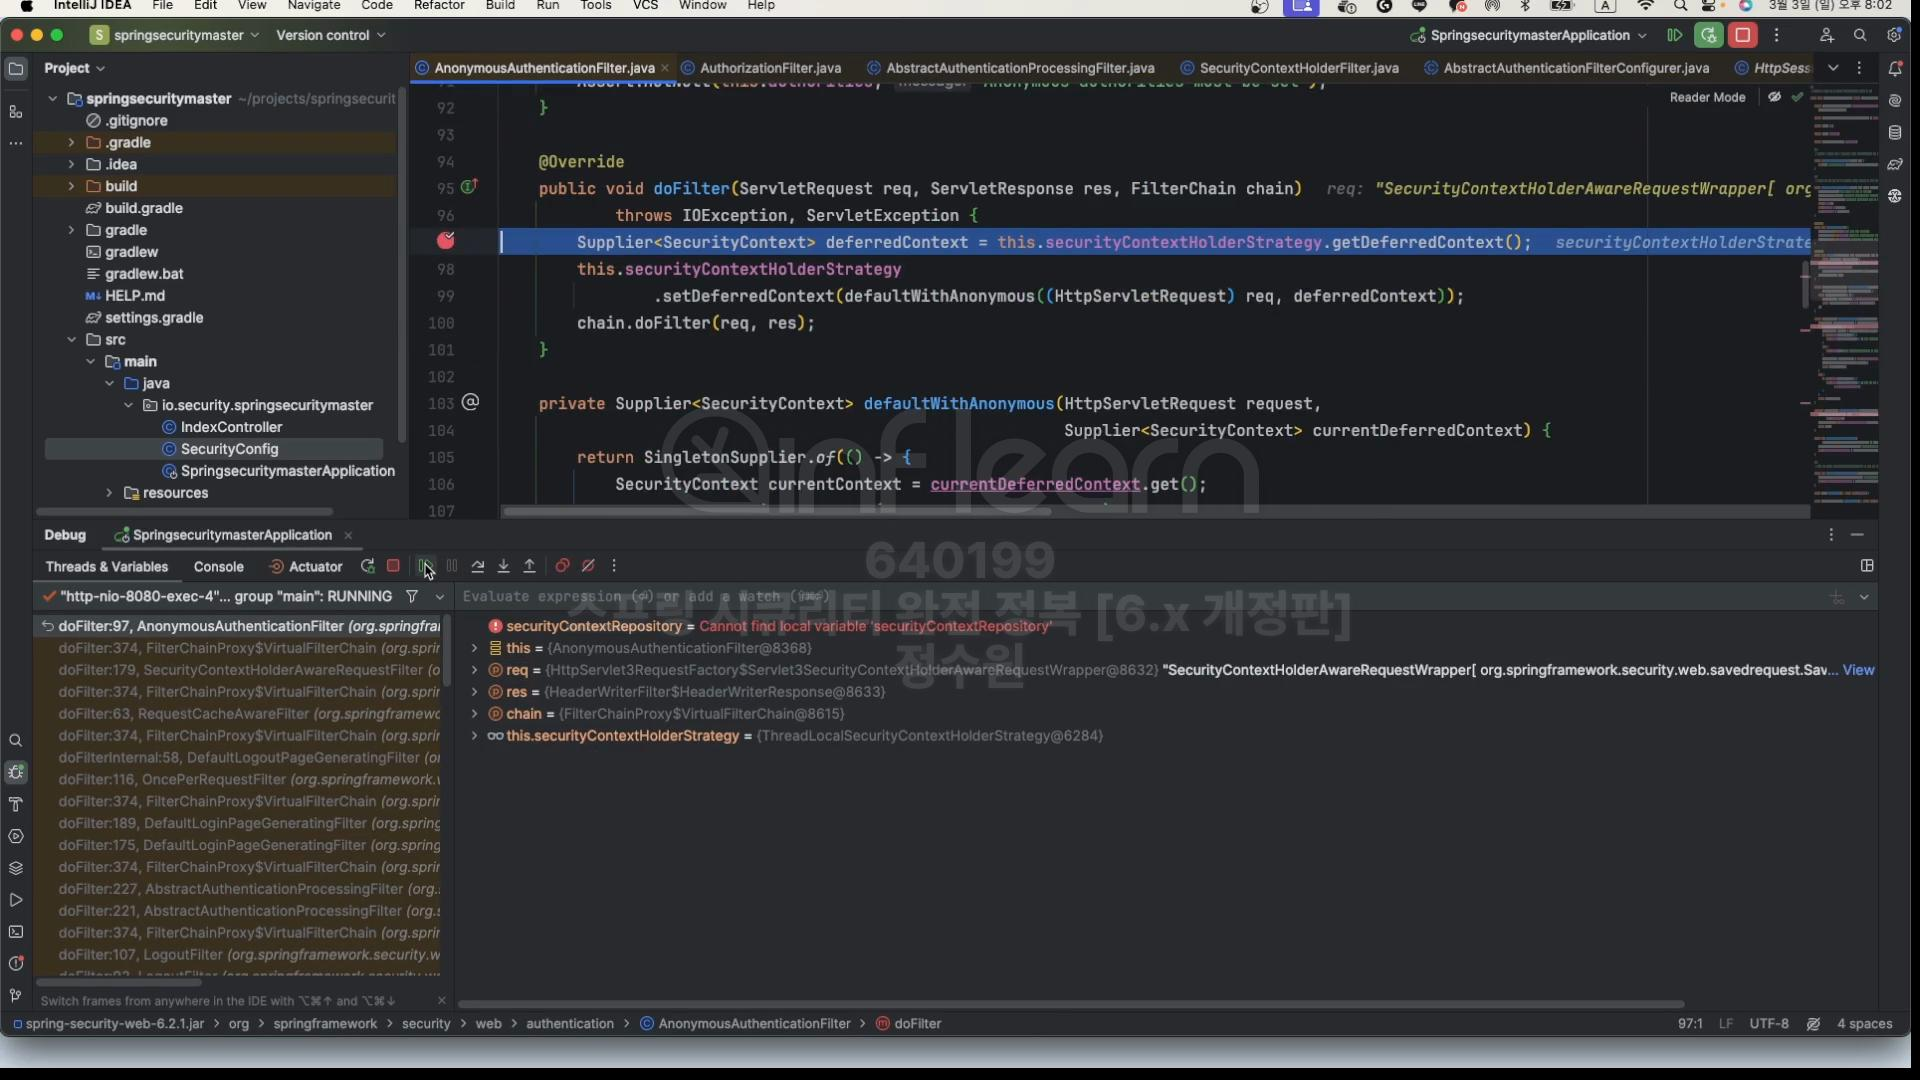 IntelliJ IDEA File Edit View Navigate Code Refactor Build Run Tools VCS Window Help
3월 3일 (일) 오후 8:02
S springsecuritymaster Version control SpringsecuritymasterApplication
Project
AnonymousAuthenticationFilter.java AuthorizationFilter.java AbstractAuthenticationProcessingFilter.java SecurityContextHolderFilter.java AbstractAuthenticationFilterConfigurer.java HttpSess
Reader Mode
springsecuritymaster ~/projects/springsecurit
.gitignore
.gradle
.idea
build
build.gradle
gradle
gradlew
gradlew.bat
HELP.md
settings.gradle
src
main
java
io.security.springsecuritymaster
IndexController
SecurityConfig
SpringsecuritymasterApplication
resources
92 }
93
94 @Override
95 public void doFilter(ServletRequest req, ServletResponse res, FilterChain chain) req: "SecurityContextHolderAwareRequestWrapper[ org
96 throws IOException, ServletException {
Supplier<SecurityContext> deferredContext = this.securityContextHolderStrategy.getDeferredContext(); securityContextHolderStrate
98 this.securityContextHolderStrategy
99 .setDeferredContext(defaultWithAnonymous((HttpServletRequest) req, deferredContext));
100 chain.doFilter(req, res);
101 }
102
103 private Supplier<SecurityContext> defaultWithAnonymous(HttpServletRequest request,
104 Supplier<SecurityContext> currentDeferredContext) {
105 return SingletonSupplier.of(() -> {
106 SecurityContext currentContext = currentDeferredContext.get();
107
inflearn
640199
스프링 시큐리티 완전 정복 [6.x 개정판]
정수원
Debug SpringsecuritymasterApplication
Threads & Variables Console Actuator
"http-nio-8080-exec-4"... group "main": RUNNING
Evaluate expression (⏎) or add a watch (⇧⌘⏎)
doFilter:97, AnonymousAuthenticationFilter (org.springfra
doFilter:374, FilterChainProxy$VirtualFilterChain (org.sprir
doFilter:179, SecurityContextHolderAwareRequestFilter (o
doFilter:374, FilterChainProxy$VirtualFilterChain (org.sprir
doFilter:63, RequestCacheAwareFilter (org.springframewo
doFilter:374, FilterChainProxy$VirtualFilterChain (org.sprir
doFilterInternal:58, DefaultLogoutPageGeneratingFilter (or
doFilter:116, OncePerRequestFilter (org.springframework.v
doFilter:374, FilterChainProxy$VirtualFilterChain (org.sprir
doFilter:189, DefaultLoginPageGeneratingFilter (org.spring
doFilter:175, DefaultLoginPageGeneratingFilter (org.spring
doFilter:374, FilterChainProxy$VirtualFilterChain (org.sprir
doFilter:227, AbstractAuthenticationProcessingFilter (org.
doFilter:221, AbstractAuthenticationProcessingFilter (org.s
doFilter:374, FilterChainProxy$VirtualFilterChain (org.sprir
doFilter:107, LogoutFilter (org.springframework.security.w
securityContextRepository = Cannot find local variable 'securityContextRepository'
this = {AnonymousAuthenticationFilter@8368}
req = {HttpServlet3RequestFactory$Servlet3SecurityContextHolderAwareRequestWrapper@8632} "SecurityContextHolderAwareRequestWrapper[ org.springframework.security.web.savedrequest.Sav... View
res = {HeaderWriterFilter$HeaderWriterResponse@8633}
chain = {FilterChainProxy$VirtualFilterChain@8615}
this.securityContextHolderStrategy = {ThreadLocalSecurityContextHolderStrategy@6284}
Switch frames from anywhere in the IDE with ⌥⌘↑ and ⌥⌘↓
spring-security-web-6.2.1.jar > org > springframework > security > web > authentication > AnonymousAuthenticationFilter > doFilter
97:1 LF UTF-8 4 spaces